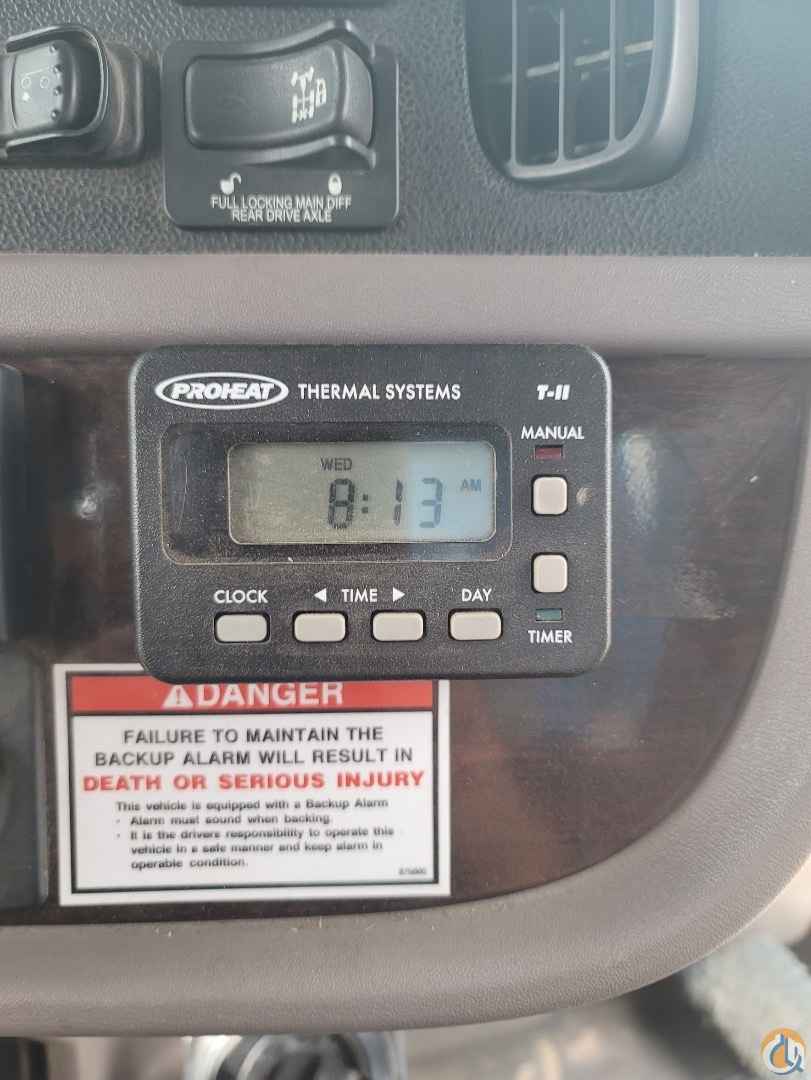 FULL LOCKING MAIN DIFF
REAR DRIVE AXLE
PROHEAT THERMAL SYSTEMS T-II
MANUAL
WED
8:13 AM
CLOCK ◄ TIME ► DAY
TIMER
DANGER
FAILURE TO MAINTAIN THE
BACKUP ALARM WILL RESULT IN
DEATH OR SERIOUS INJURY
This vehicle is equipped with a Backup Alarm
- Alarm must sound when backing.
- It is the drivers responsibility to operate this
vehicle in a safe manner and keep alarm in
operable condition.